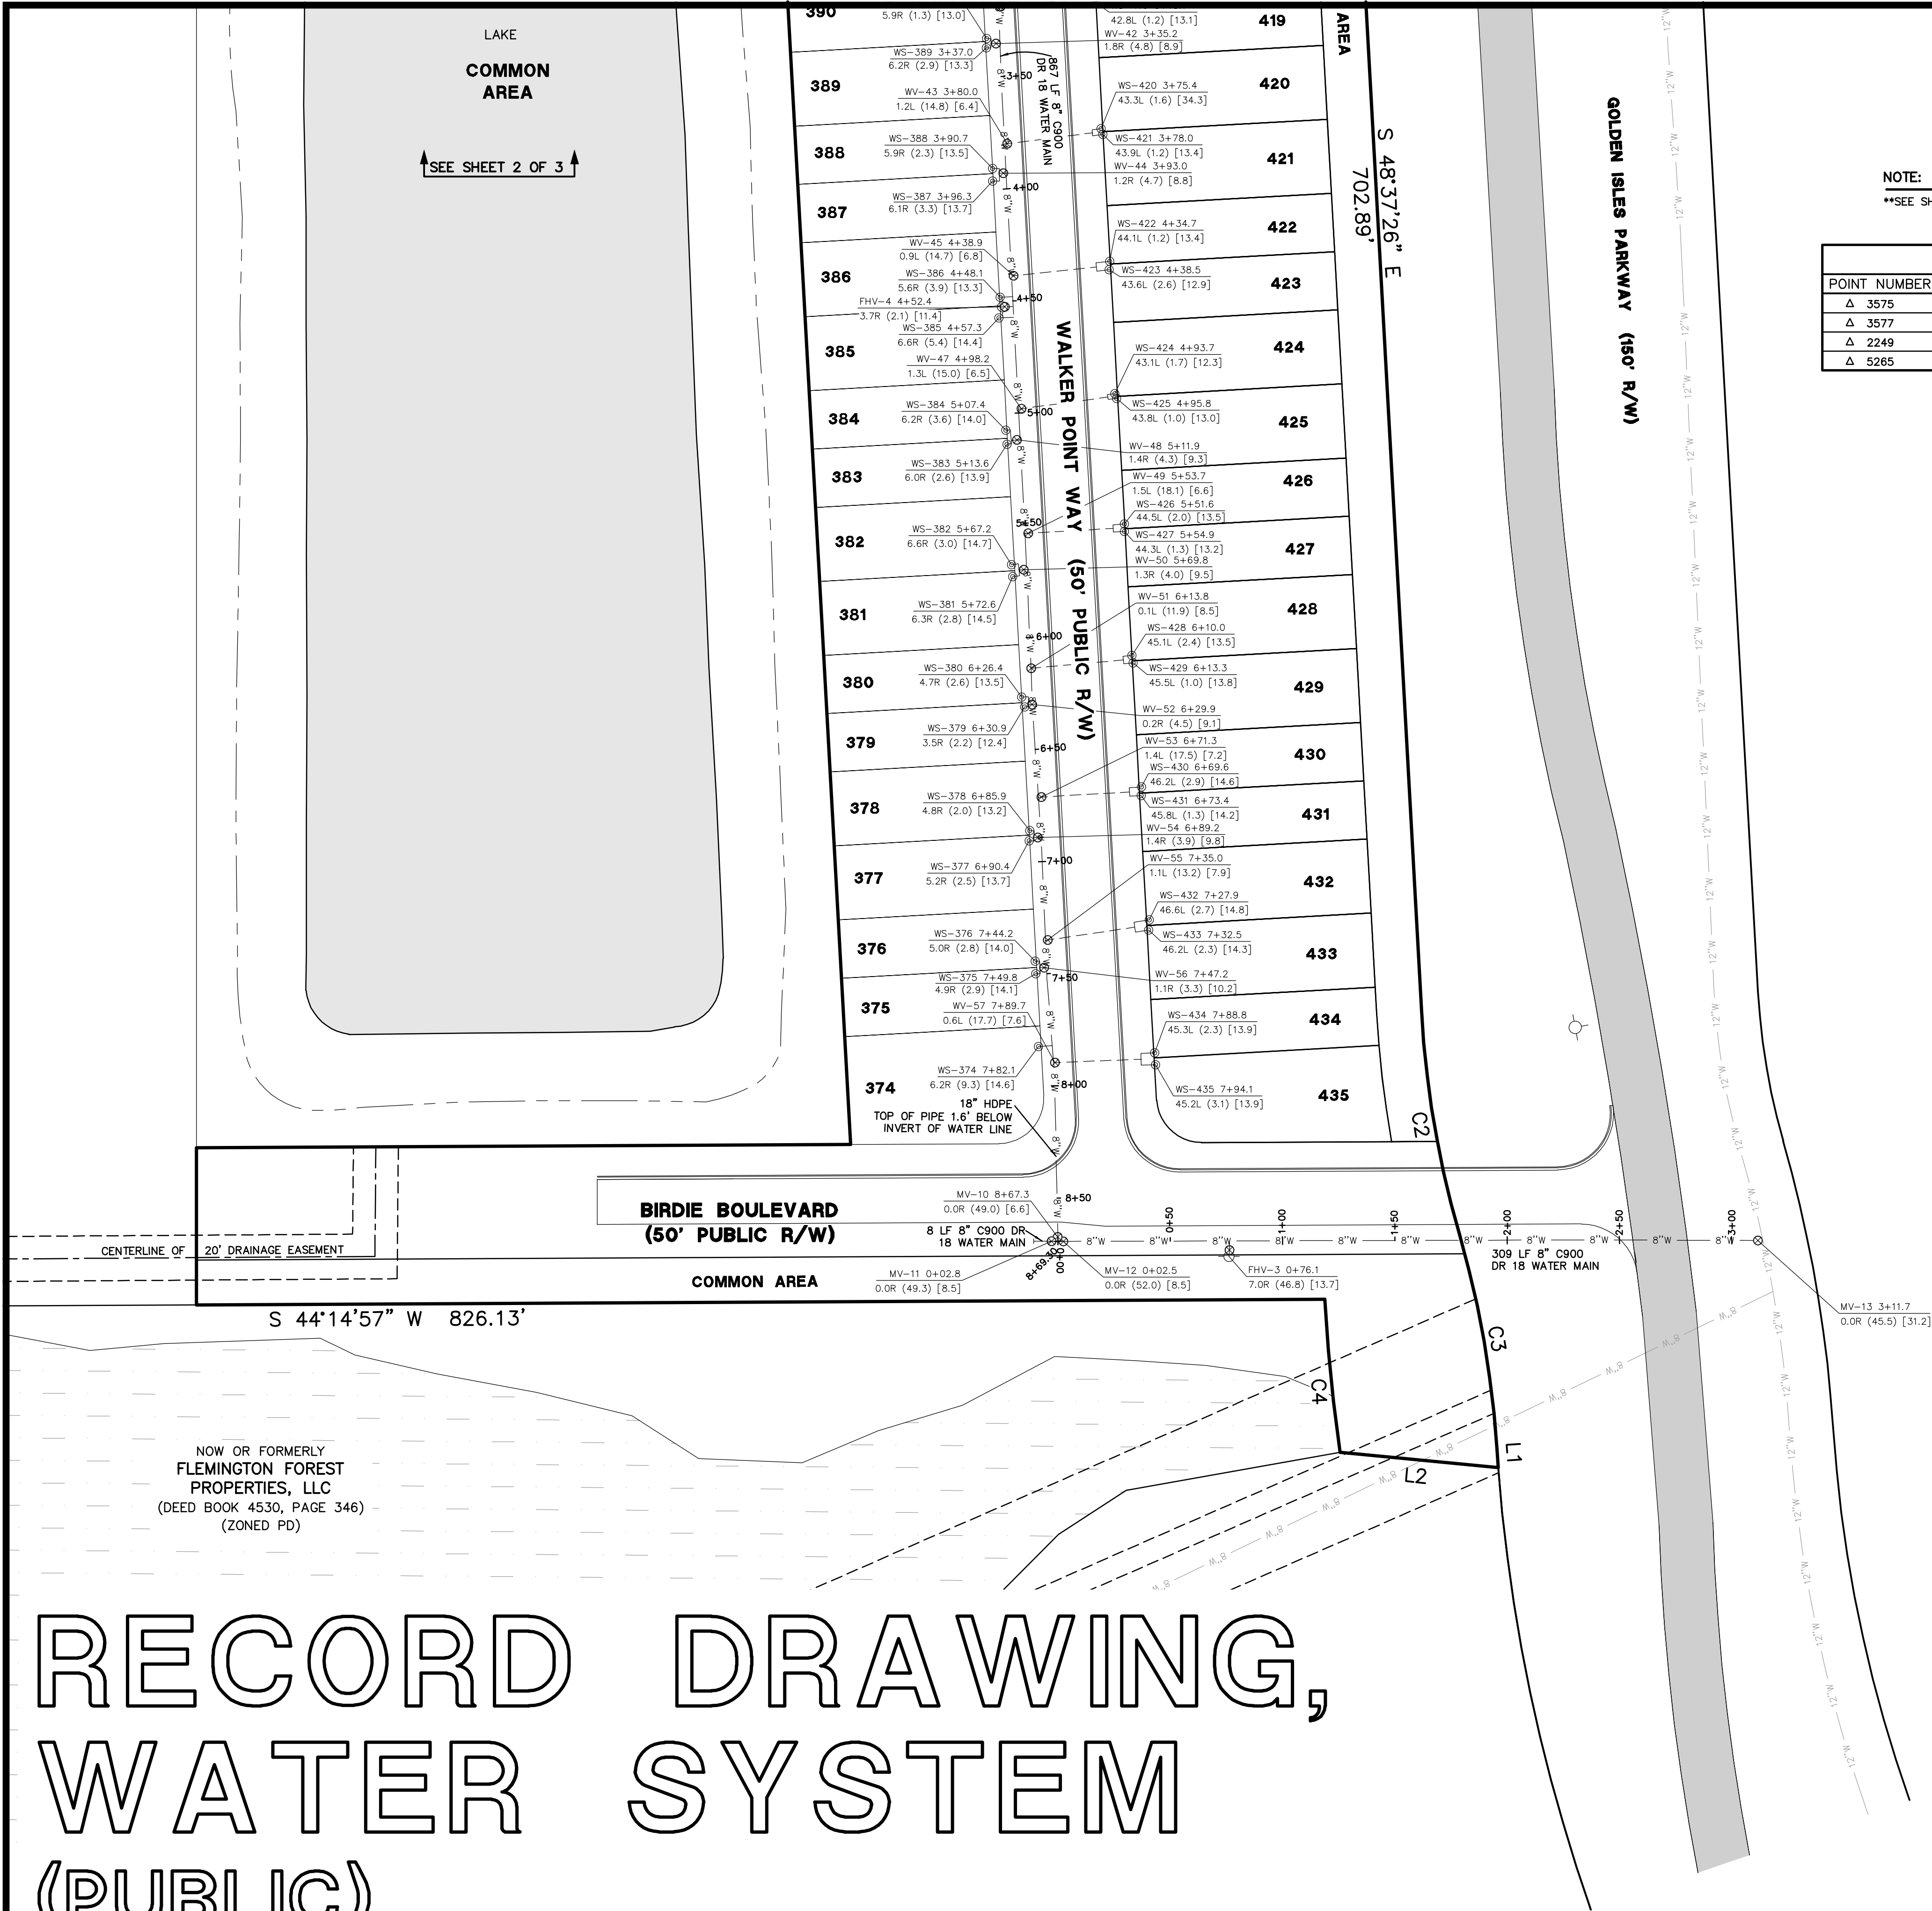 LAKE
COMMON
AREA
SEE SHEET 2 OF 3
390
5.9R (1.3) [13.0]
WS-389 3+37.0
6.2R (2.9) [13.3]
389
WV-43 3+80.0
1.2L (14.8) [6.4]
388
WS-388 3+90.7
5.9R (2.3) [13.5]
387
WS-387 3+96.3
6.1R (3.3) [13.7]
WV-45 4+38.9
0.9L (14.7) [6.8]
386
WS-386 4+48.1
5.6R (3.9) [13.3]
FHV-4 4+52.4
3.7R (2.1) [11.4]
WS-385 4+57.3
6.6R (5.4) [14.4]
385
WV-47 4+98.2
1.3L (15.0) [6.5]
384
WS-384 5+07.4
6.2R (3.6) [14.0]
383
WS-383 5+13.6
6.0R (2.6) [13.9]
382
WS-382 5+67.2
6.6R (3.0) [14.7]
381
WS-381 5+72.6
6.3R (2.8) [14.5]
380
WS-380 6+26.4
4.7R (2.6) [13.5]
379
WS-379 6+30.9
3.5R (2.2) [12.4]
378
WS-378 6+85.9
4.8R (2.0) [13.2]
377
WS-377 6+90.4
5.2R (2.5) [13.7]
376
WS-376 7+44.2
5.0R (2.8) [14.0]
WS-375 7+49.8
4.9R (2.9) [14.1]
375
WV-57 7+89.7
0.6L (17.7) [7.6]
374
WS-374 7+82.1
6.2R (9.3) [14.6]
18" HDPE
TOP OF PIPE 1.6' BELOW
INVERT OF WATER LINE
867 LF 8" C900
DR 18 WATER MAIN
3+50
4+00
4+50
5+00
5+50
6+00
6+50
7+00
7+50
8+00
8+50
8"W
WALKER POINT WAY (50' PUBLIC R/W)
42.8L (1.2) [13.1]
WV-42 3+35.2
1.8R (4.8) [8.9]
419
WS-420 3+75.4
43.3L (1.6) [34.3]
420
WS-421 3+78.0
43.9L (1.2) [13.4]
WV-44 3+93.0
1.2R (4.7) [8.8]
421
WS-422 4+34.7
44.1L (1.2) [13.4]
422
WS-423 4+38.5
43.6L (2.6) [12.9]
423
WS-424 4+93.7
43.1L (1.7) [12.3]
424
WS-425 4+95.8
43.8L (1.0) [13.0]
425
WV-48 5+11.9
1.4R (4.3) [9.3]
WV-49 5+53.7
1.5L (18.1) [6.6]
426
WS-426 5+51.6
44.5L (2.0) [13.5]
WS-427 5+54.9
44.3L (1.3) [13.2]
427
WV-50 5+69.8
1.3R (4.0) [9.5]
WV-51 6+13.8
0.1L (11.9) [8.5]
428
WS-428 6+10.0
45.1L (2.4) [13.5]
WS-429 6+13.3
45.5L (1.0) [13.8]
429
WV-52 6+29.9
0.2R (4.5) [9.1]
WV-53 6+71.3
1.4L (17.5) [7.2]
430
WS-430 6+69.6
46.2L (2.9) [14.6]
WS-431 6+73.4
45.8L (1.3) [14.2]
431
WV-54 6+89.2
1.4R (3.9) [9.8]
WV-55 7+35.0
1.1L (13.2) [7.9]
432
WS-432 7+27.9
46.6L (2.7) [14.8]
WS-433 7+32.5
46.2L (2.3) [14.3]
433
WV-56 7+47.2
1.1R (3.3) [10.2]
WS-434 7+88.8
45.3L (2.3) [13.9]
434
WS-435 7+94.1
45.2L (3.1) [13.9]
435
AREA
S 48°37'26" E
702.89'
GOLDEN ISLES PARKWAY (150' R/W)
12"W
NOTE:
**SEE SH
POINT NUMBER
Δ 3575
Δ 3577
Δ 2249
Δ 5265
C2
BIRDIE BOULEVARD
(50' PUBLIC R/W)
MV-10 8+67.3
0.0R (49.0) [6.6]
8 LF 8" C900 DR
18 WATER MAIN
CENTERLINE OF 20' DRAINAGE EASEMENT
COMMON AREA
MV-11 0+02.8
0.0R (49.3) [8.5]
8+69.3
0+00
MV-12 0+02.5
0.0R (52.0) [8.5]
FHV-3 0+76.1
7.0R (46.8) [13.7]
0+50
1+00
1+50
2+00
2+50
3+00
309 LF 8" C900
DR 18 WATER MAIN
MV-13 3+11.7
0.0R (45.5) [31.2]
S 44°14'57" W 826.13'
C3
C4
L1
L2
NOW OR FORMERLY
FLEMINGTON FOREST
PROPERTIES, LLC
(DEED BOOK 4530, PAGE 346)
(ZONED PD)
RECORD DRAWING,
WATER SYSTEM
(PUBLIC)